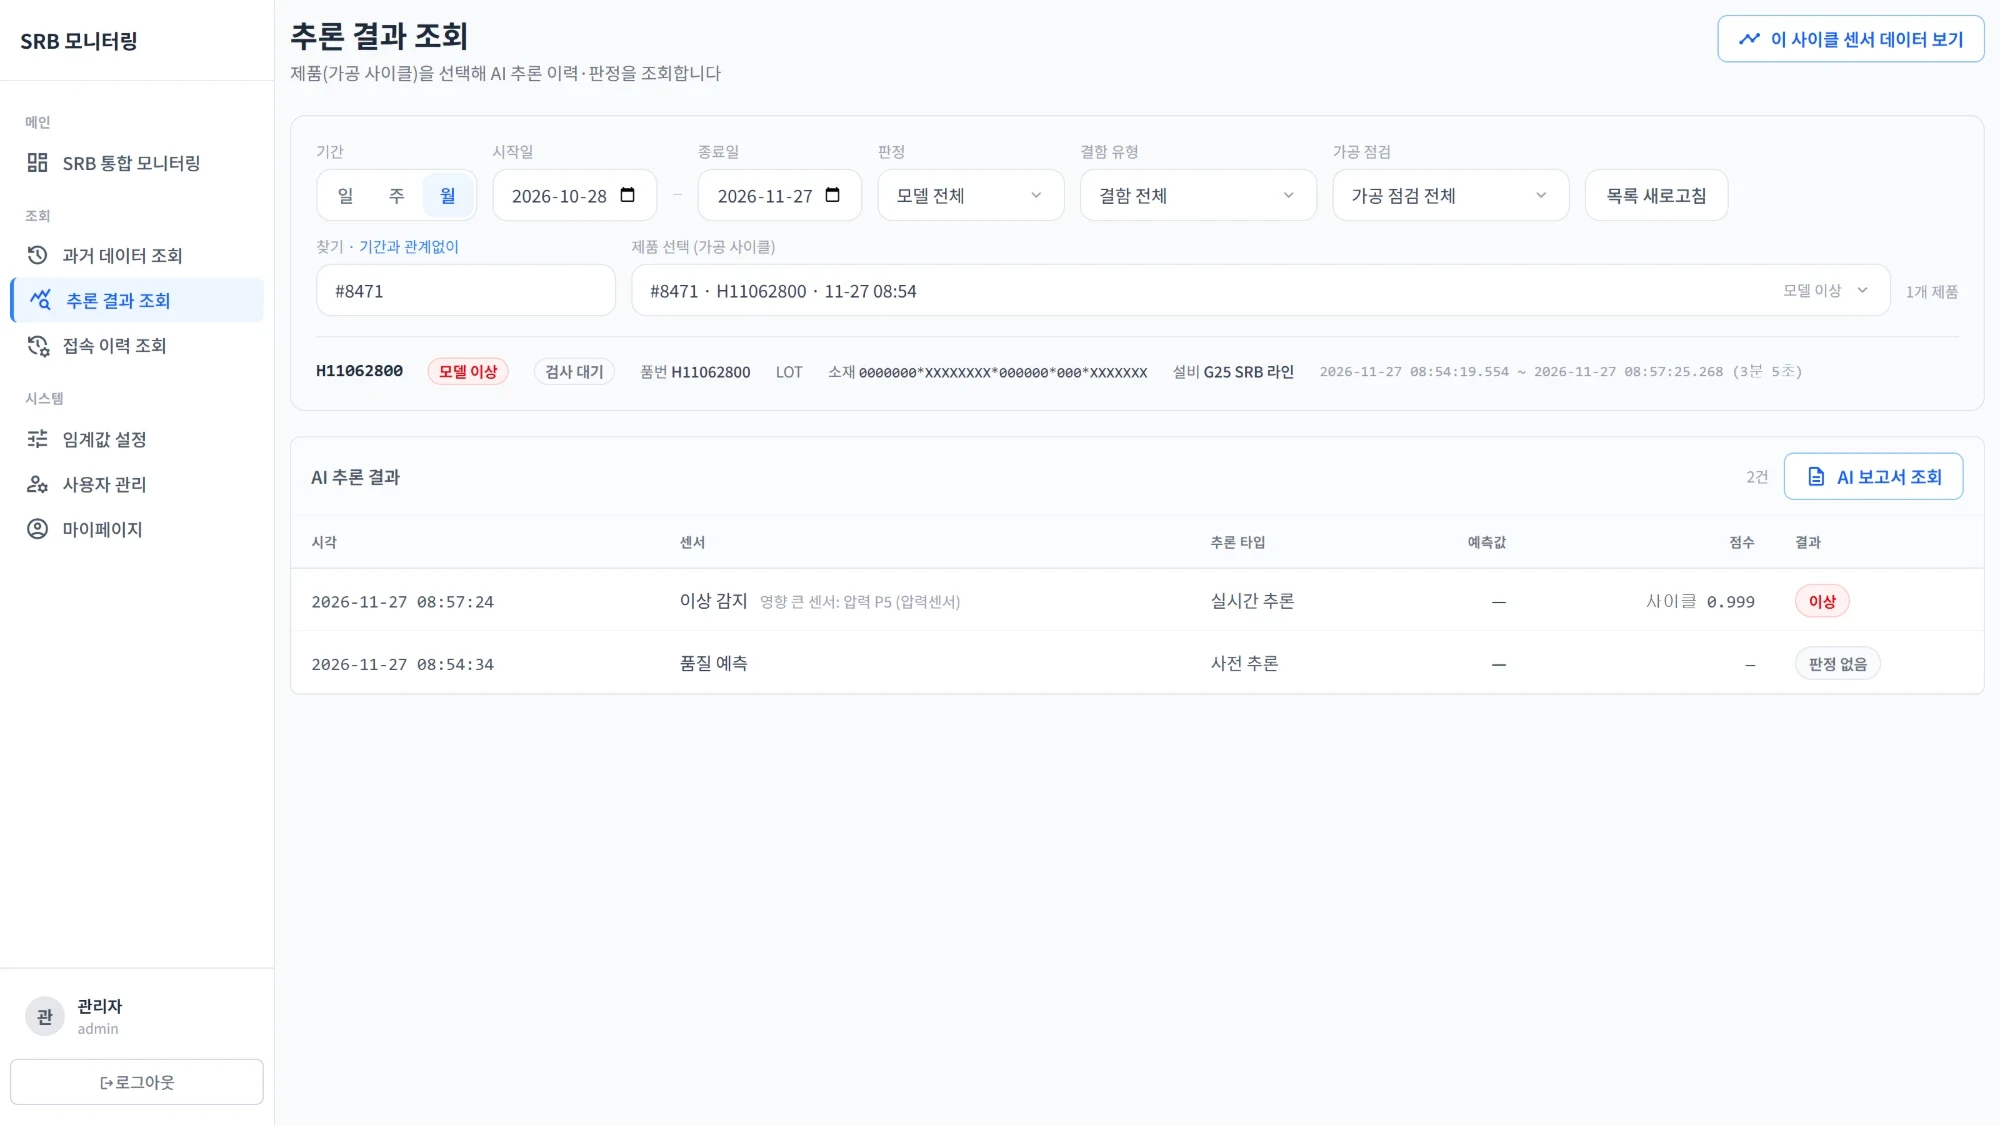 SRB 모니터링
메인
SRB 통합 모니터링
조회
과거 데이터 조회
추론 결과 조회
접속 이력 조회
시스템
임계값 설정
사용자 관리
마이페이지
관 관리자
admin
로그아웃
추론 결과 조회
제품(가공 사이클)을 선택해 AI 추론 이력·판정을 조회합니다
이 사이클 센서 데이터 보기
기간 시작일 종료일 판정 결함 유형 가공 점검
일 주 월 2026-10-28 – 2026-11-27 모델 전체 결함 전체 가공 점검 전체 목록 새로고침
찾기 · 기간과 관계없이 제품 선택 (가공 사이클)
#8471 #8471 · H11062800 · 11-27 08:54 모델 이상 1개 제품
H11062800 모델 이상 검사 대기 품번 H11062800 LOT 소재 0000000*XXXXXXXX*000000*000*XXXXXXX 설비 G25 SRB 라인 2026-11-27 08:54:19.554 ~ 2026-11-27 08:57:25.268 (3분 5초)
AI 추론 결과 2건 AI 보고서 조회
시각 센서 추론 타입 예측값 점수 결과
2026-11-27 08:57:24 이상 감지 영향 큰 센서: 압력 P5 (압력센서) 실시간 추론 — 사이클 0.999 이상
2026-11-27 08:54:34 품질 예측 사전 추론 — – 판정 없음